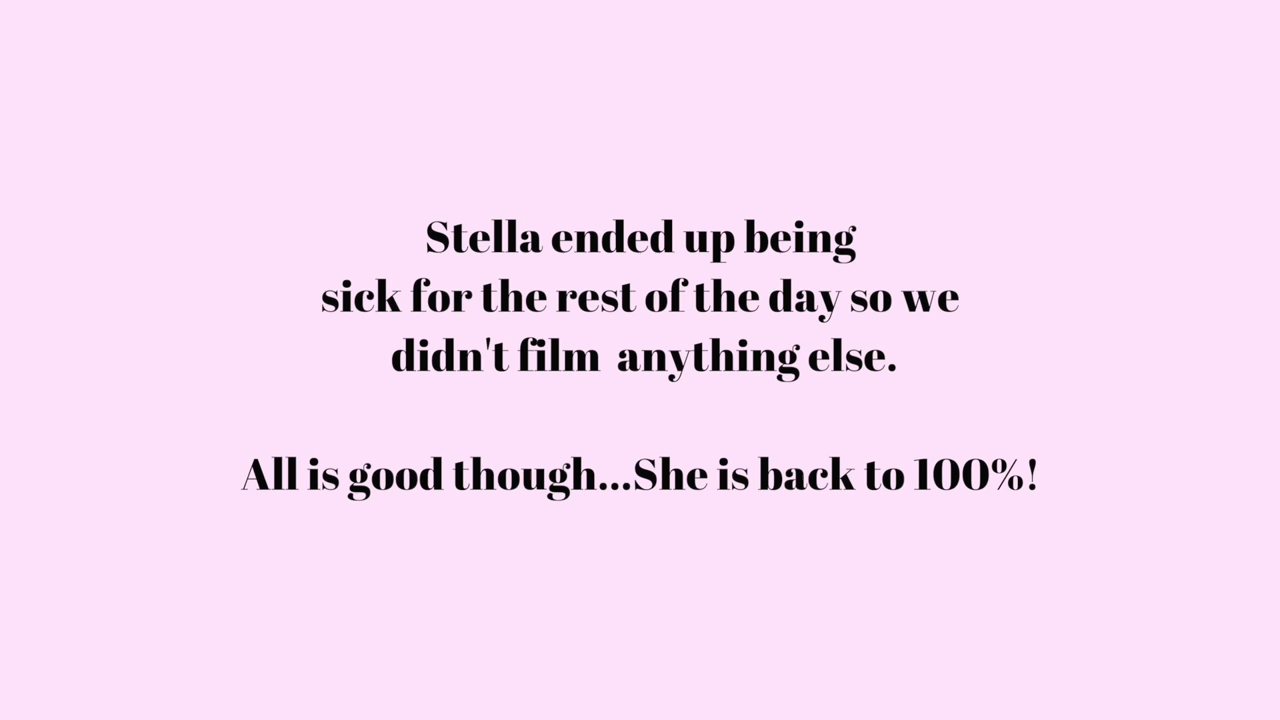 Stella ended up being
sick for the rest of the day so we
didn't film  anything else.
All is good though...She is back to 100%!